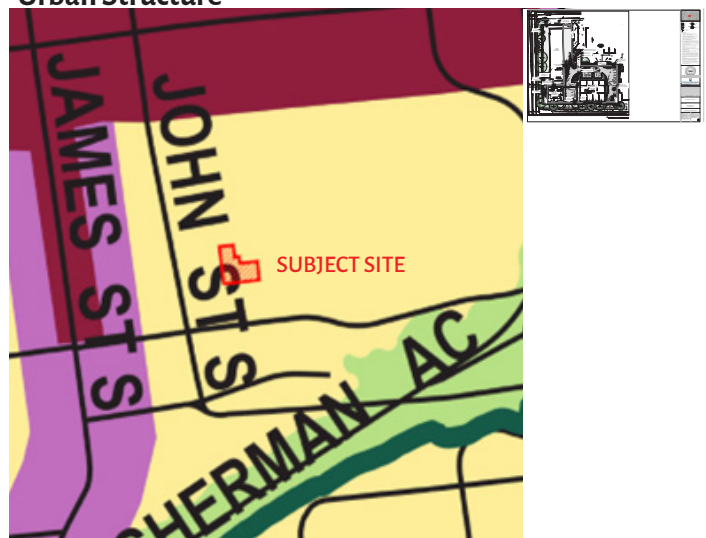 Urban Structure
JAMES ST S
JOHN ST S
SUBJECT SITE
SHERMAN AC